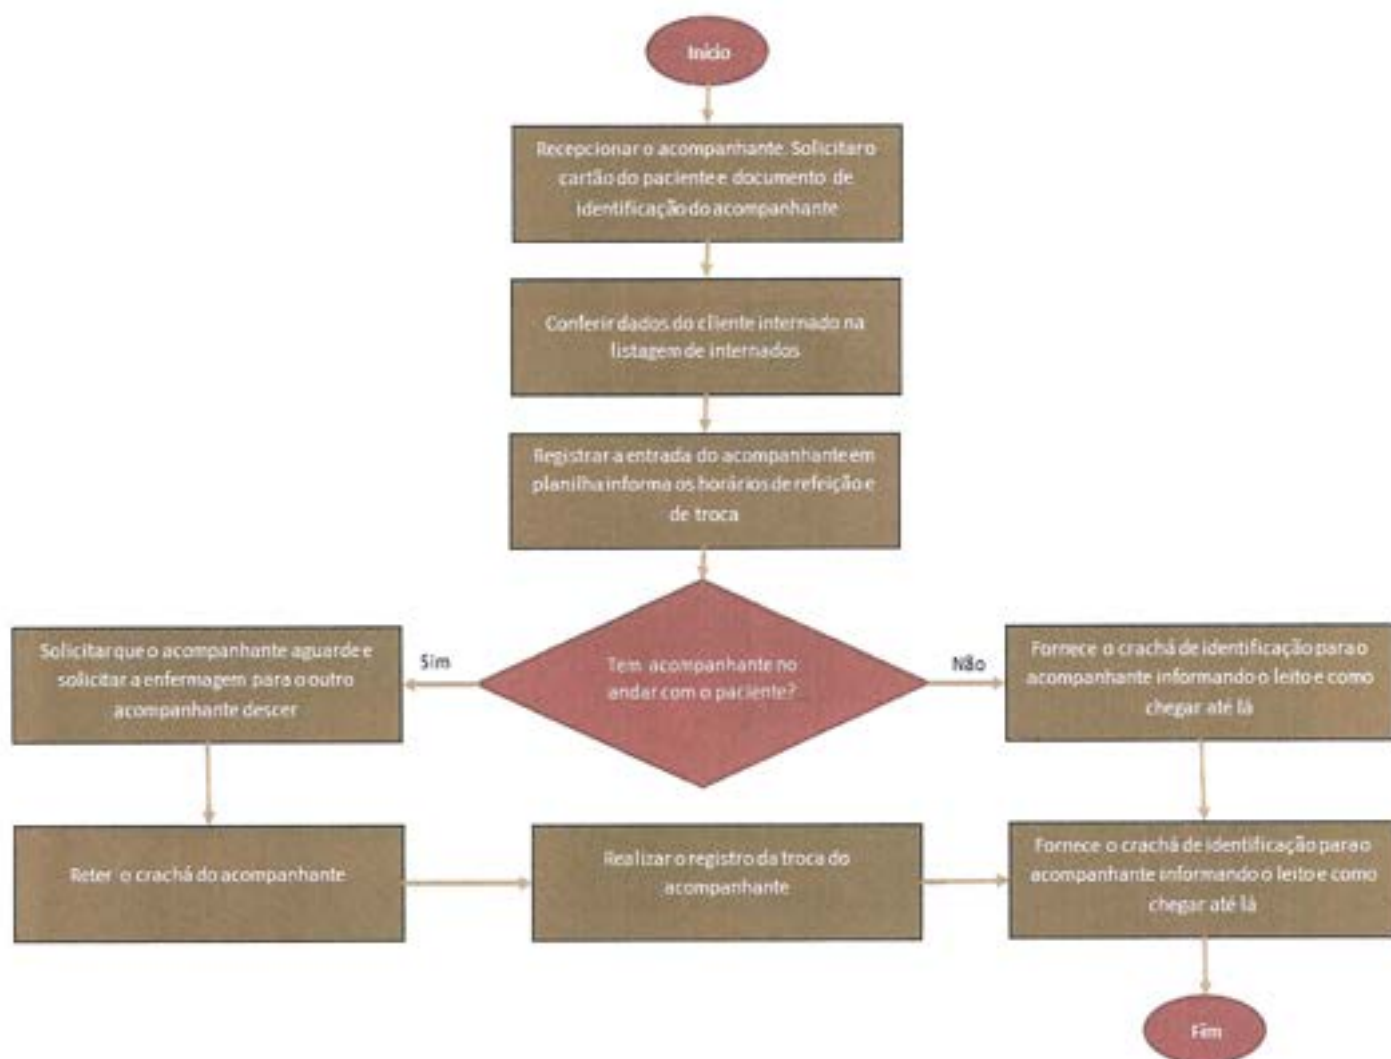 Início
Recepcionar o acompanhante. Solicitar o
cartão do paciente e documento de
identificação do acompanhante
Conferir dados do cliente internado na
listagem de internados
Registrar a entrada do acompanhante em
planilha informa os horários de refeição e
de troca
Tem acompanhante no
andar com o paciente?
Sim
Não
Solicitar que o acompanhante aguarde e
solicitar a enfermagem para o outro
acompanhante descer
Fornece o crachá de identificação para o
acompanhante informando o leito e como
chegar até lá
Reter o crachá do acompanhante
Realizar o registro da troca do
acompanhante
Fornece o crachá de identificação para o
acompanhante informando o leito e como
chegar até lá
Fim